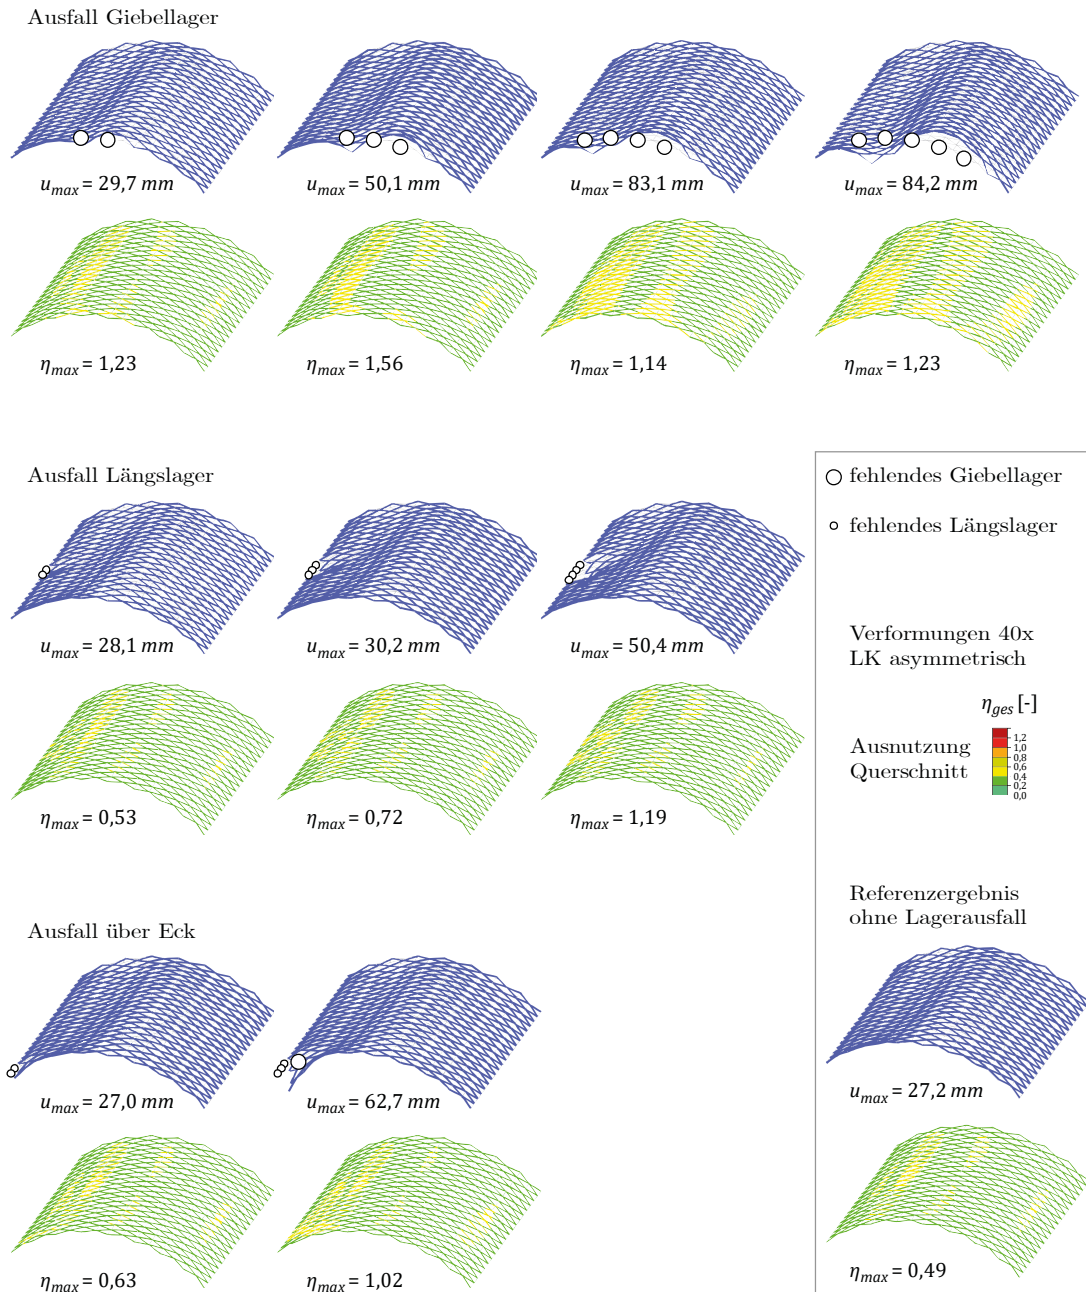 Ausfall Giebellager
u_max = 29,7 mm
u_max = 50,1 mm
u_max = 83,1 mm
u_max = 84,2 mm
η_max = 1,23
η_max = 1,56
η_max = 1,14
η_max = 1,23
Ausfall Längslager
u_max = 28,1 mm
u_max = 30,2 mm
u_max = 50,4 mm
η_max = 0,53
η_max = 0,72
η_max = 1,19
Ausfall über Eck
u_max = 27,0 mm
u_max = 62,7 mm
η_max = 0,63
η_max = 1,02
fehlendes Giebellager
fehlendes Längslager
Verformungen 40x
LK asymmetrisch
η_ges [-]
Ausnutzung
Querschnitt
1,2
1,0
0,8
0,6
0,4
0,2
0,0
Referenzergebnis
ohne Lagerausfall
u_max = 27,2 mm
η_max = 0,49